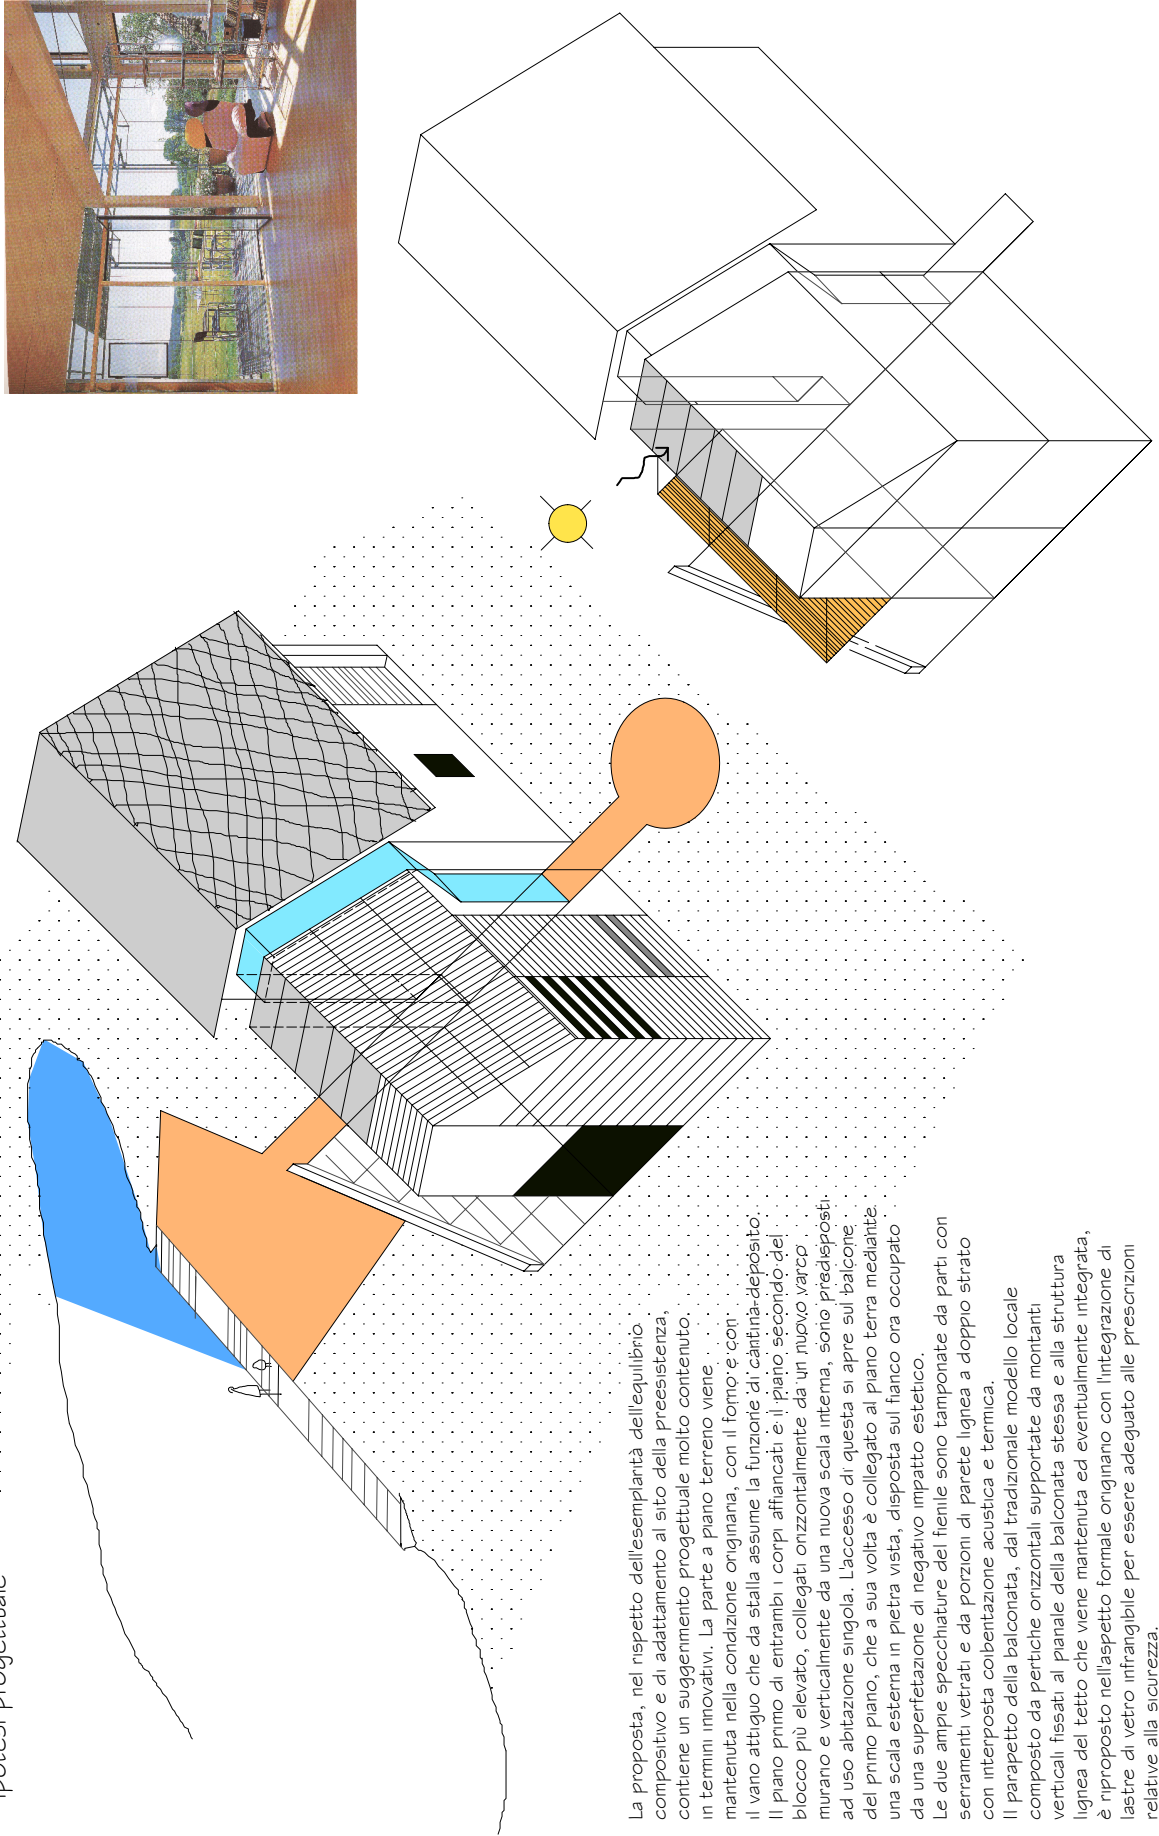 ipotesi progettuale
La proposta, nel rispetto dell'esemplarità dell'equilibrio
compositivo e di adattamento al sito della preesistenza,
contiene un suggerimento progettuale molto contenuto
in termini innovativi. La parte a piano terreno viene
mantenuta nella condizione originaria, con il forno e con
il vano attiguo che da stalla assume la funzione di cantina-deposito.
Il piano primo di entrambi i corpi affiancati e il piano secondo del
blocco più elevato, collegati orizzontalmente da un nuovo varco
murario e verticalmente da una nuova scala interna, sono predisposti
ad uso abitazione singola. L'accesso di questa si apre sul balcone
del primo piano, che a sua volta è collegato al piano terra mediante
una scala esterna in pietra vista, disposta sul fianco ora occupato
da una superfetazione di negativo impatto estetico.
Le due ampie specchiature del fienile sono tamponate da parti con
serramenti vetrati e da porzioni di parete lignea a doppio strato
con interposta coibentazione acustica e termica.
Il parapetto della balconata, dal tradizionale modello locale
composto da pertiche orizzontali supportate da montanti
verticali fissati al pianale della balconata stessa e alla struttura
lignea del tetto che viene mantenuta ed eventualmente integrata,
è riproposto nell'aspetto formale originario con l'integrazione di
lastre di vetro infrangibile per essere adeguato alle prescrizioni
relative alla sicurezza.